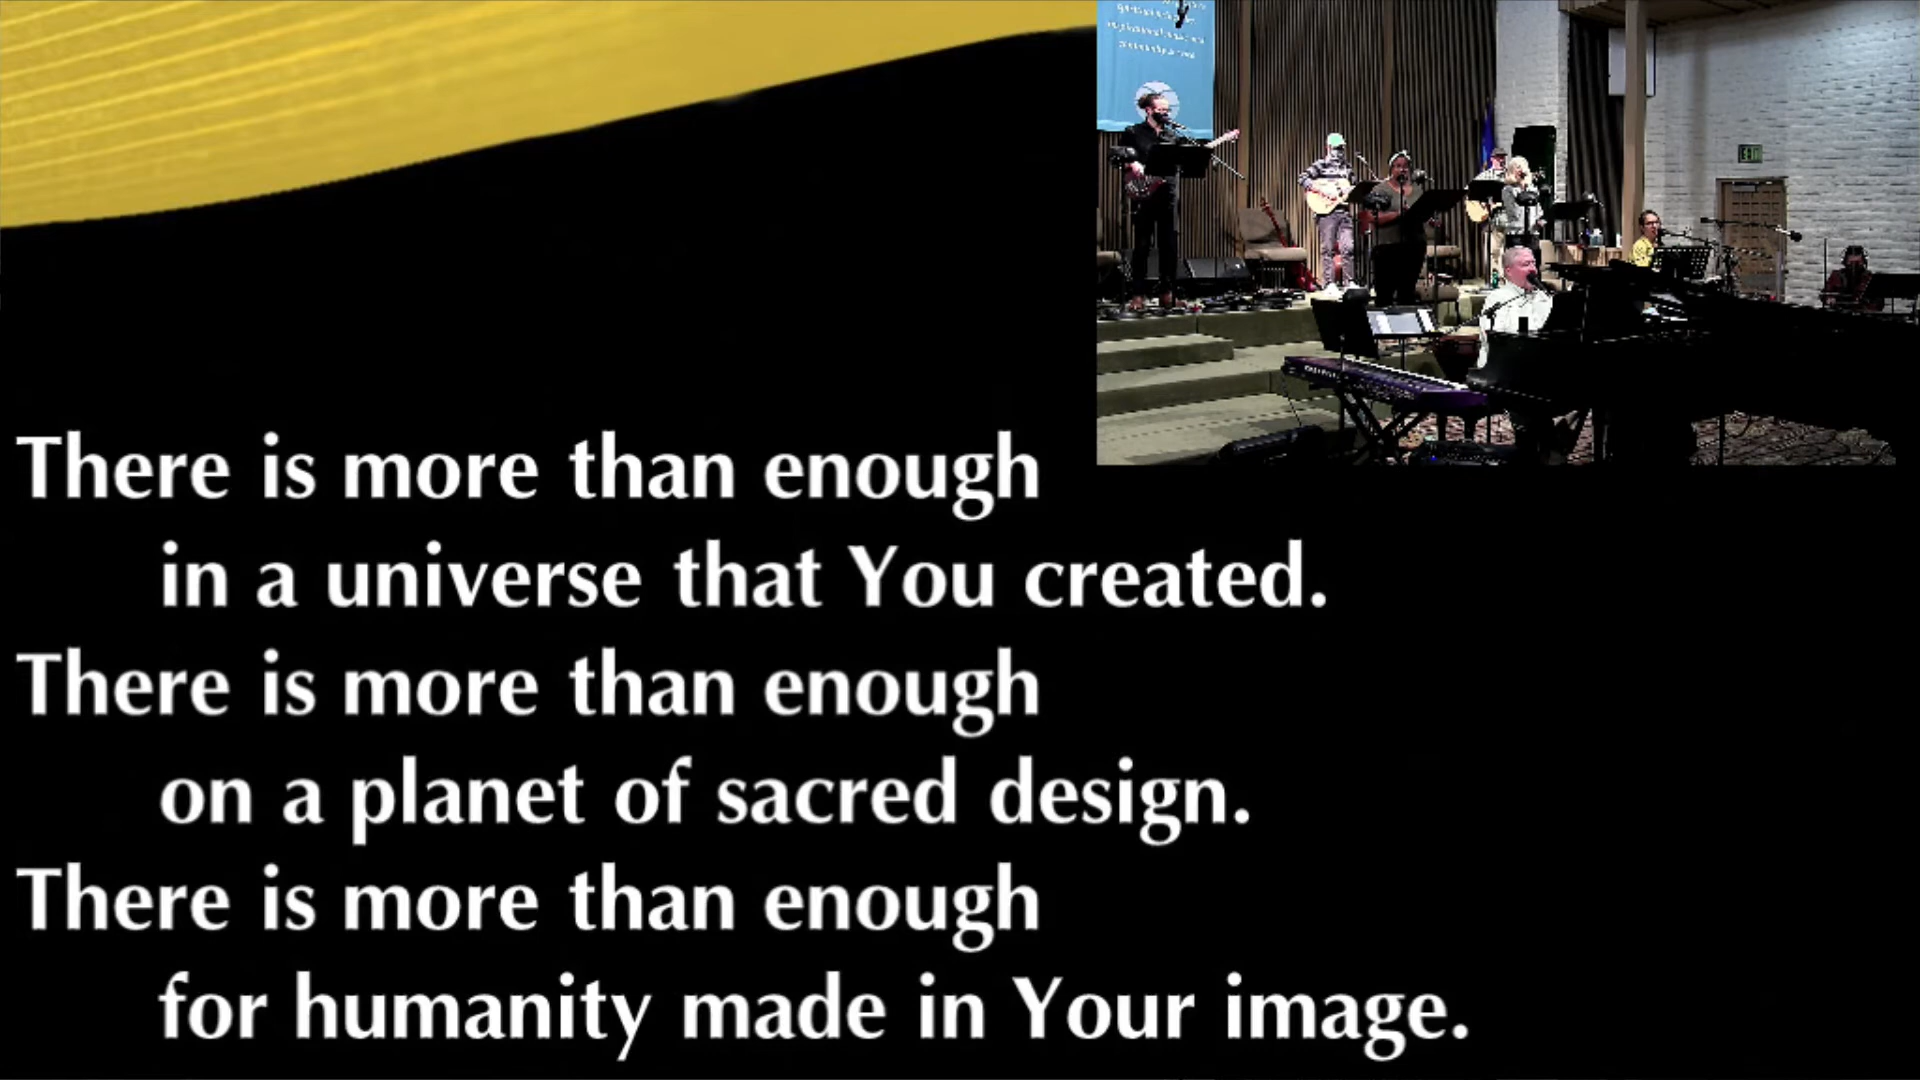 There is more than enough
in a universe that You created.
There is more than enough
on a planet of sacred design.
There is more than enough
for humanity made in Your image.